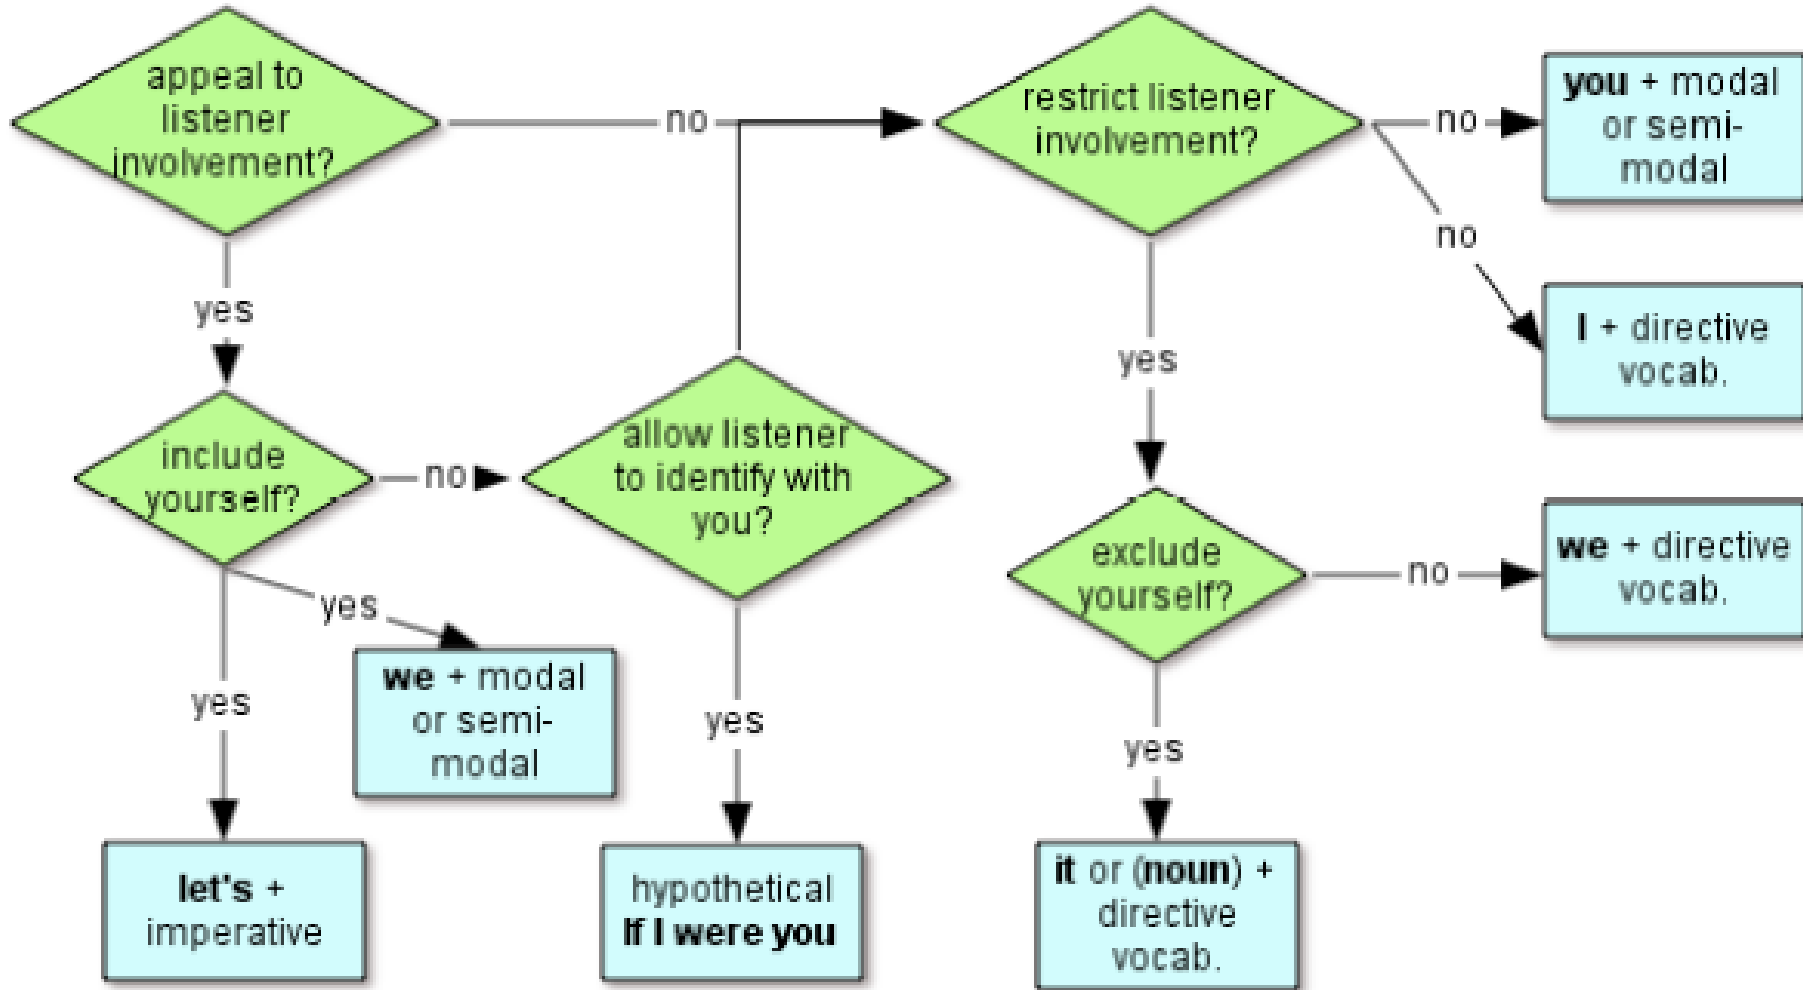 appeal to
listener
involvement?
no
restrict listener
involvement?
no
you + modal
or semi-
modal
no
I + directive
vocab.
yes
yes
include
yourself?
no
allow listener
to identify with
you?
exclude
yourself?
no
we + directive
vocab.
yes
we + modal
or semi-
modal
yes
yes
yes
let's +
imperative
hypothetical
If I were you
it or (noun) +
directive
vocab.